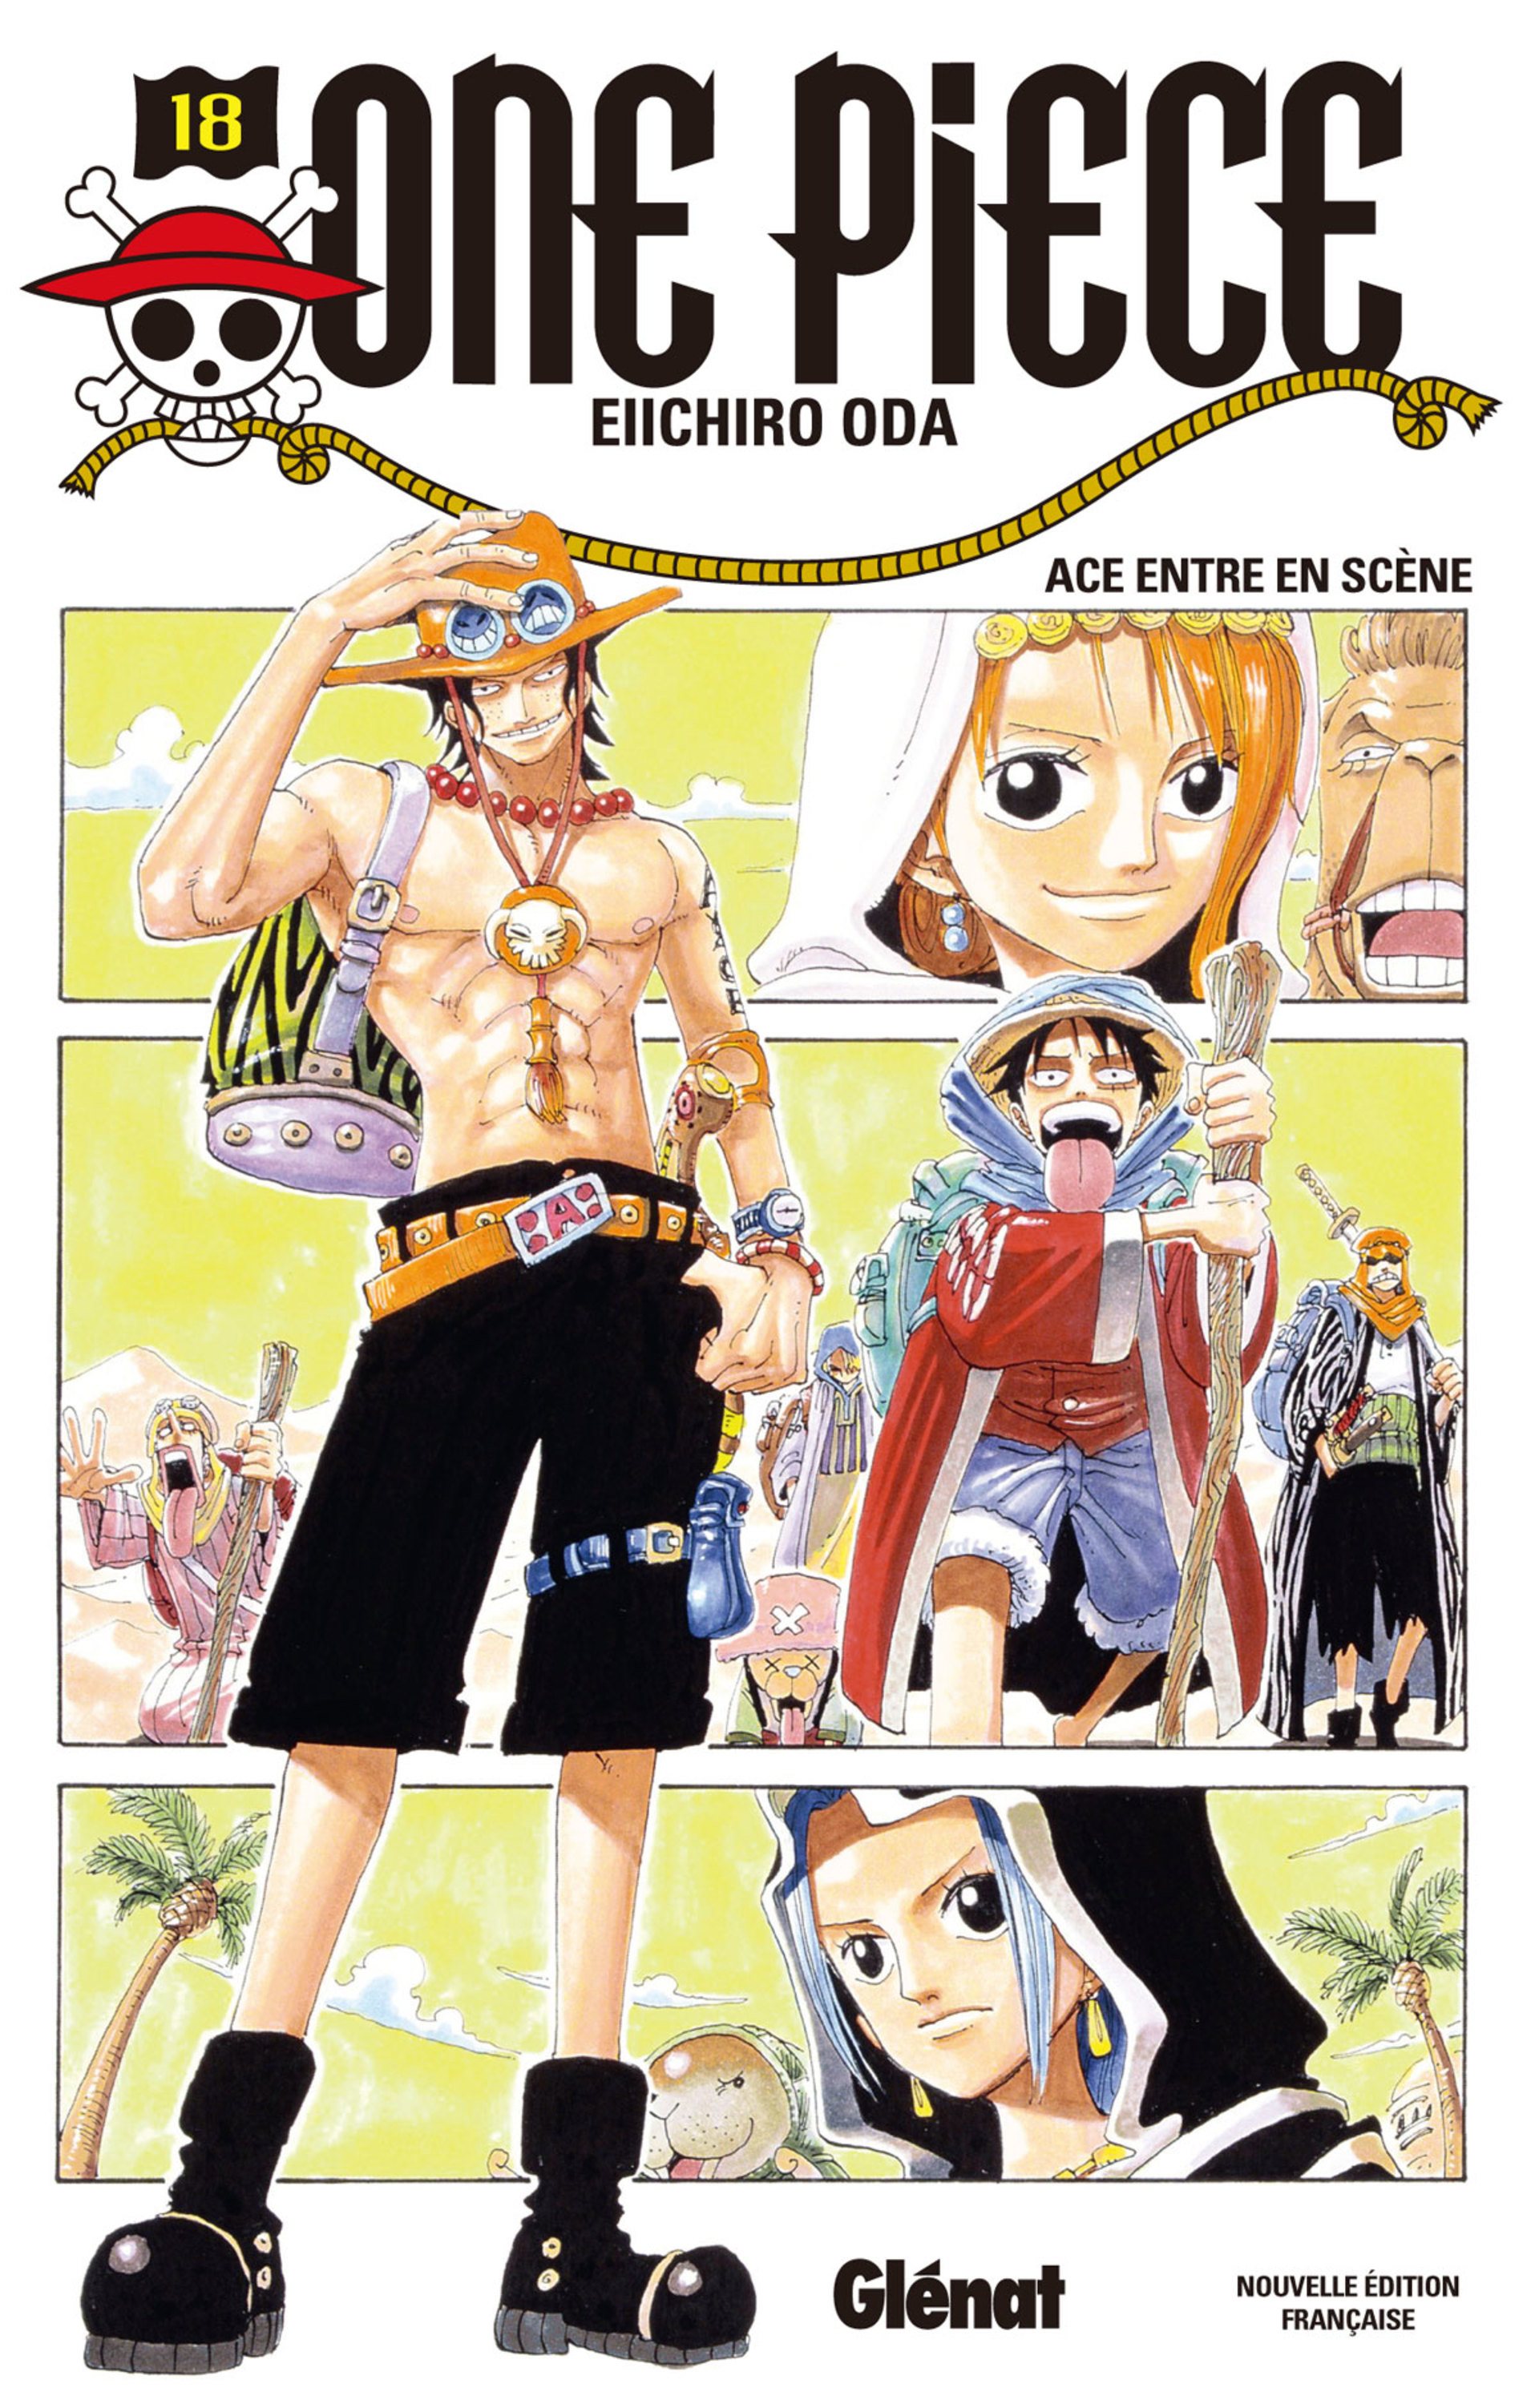 18
ONE PIECE
EIICHIRO ODA
ACE ENTRE EN SCÈNE
A
Glénat
NOUVELLE ÉDITION
FRANÇAISE